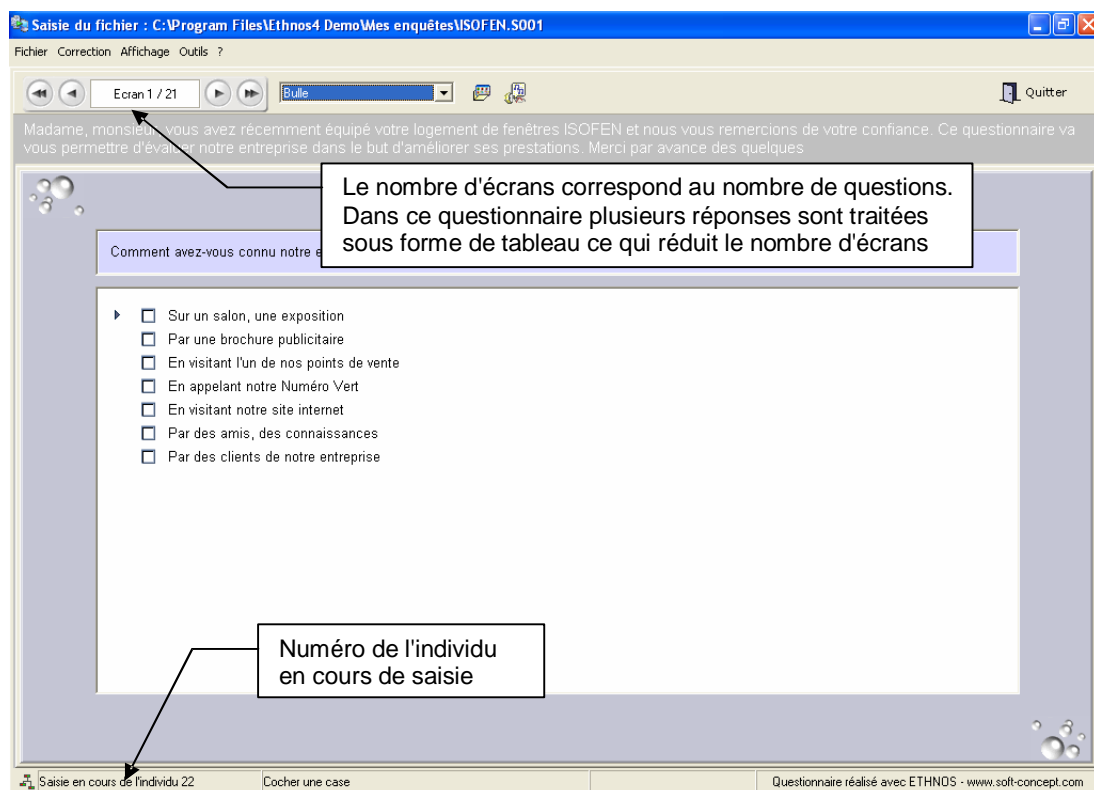 Saisie du fichier : C:\Program Files\Ethnos4 Demo\Mes enquêtes\ISOFEN.S001
Fichier Correction Affichage Outils ?
Ecran 1 / 21 Bulle Quitter
Madame, monsieur, vous avez récemment équipé votre logement de fenêtres ISOFEN et nous vous remercions de votre confiance. Ce questionnaire va
vous permettre d'évaluer notre entreprise dans le but d'améliorer ses prestations. Merci par avance des quelques
Le nombre d'écrans correspond au nombre de questions.
Dans ce questionnaire plusieurs réponses sont traitées
sous forme de tableau ce qui réduit le nombre d'écrans
Comment avez-vous connu notre
Sur un salon, une exposition
Par une brochure publicitaire
En visitant l'un de nos points de vente
En appelant notre Numéro Vert
En visitant notre site internet
Par des amis, des connaissances
Par des clients de notre entreprise
Numéro de l'individu
en cours de saisie
Saisie en cours de l'individu 22 Cocher une case Questionnaire réalisé avec ETHNOS - www.soft-concept.com